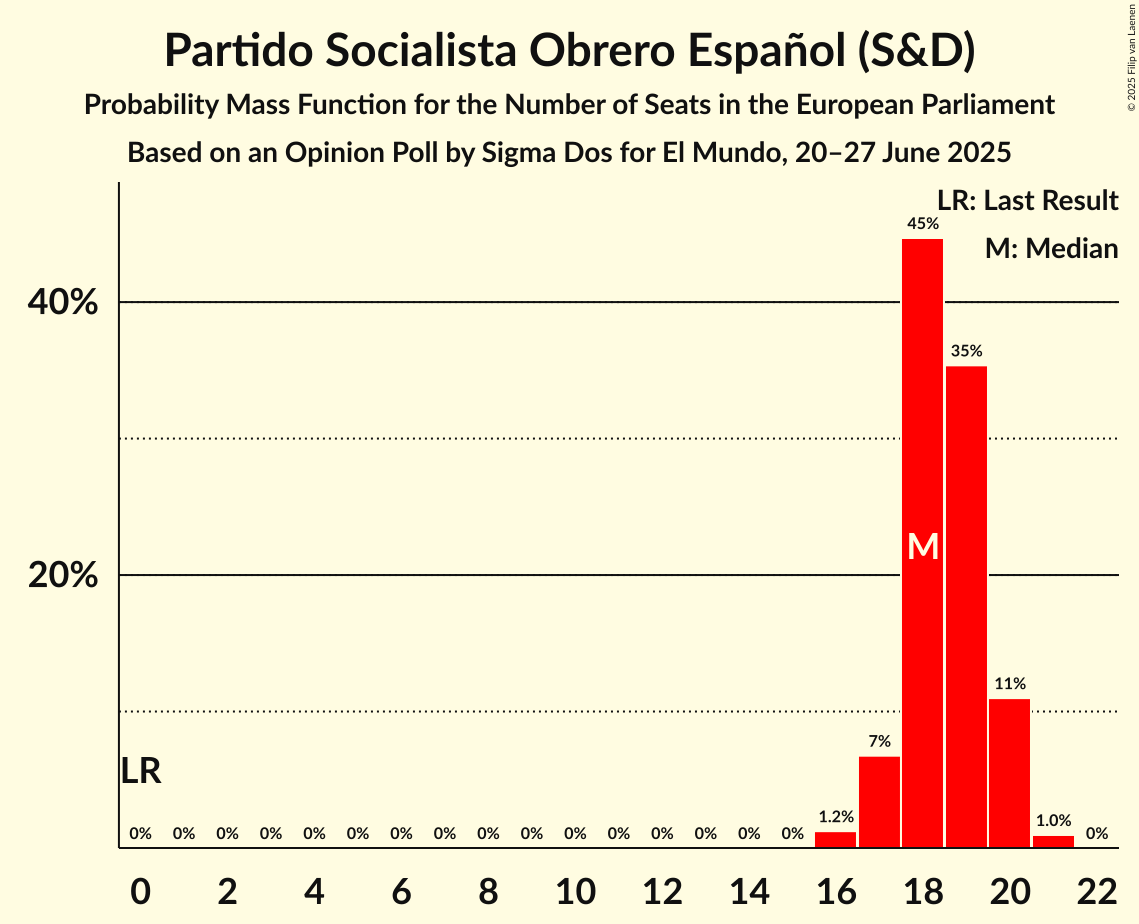 Partido Socialista Obrero Español (S&D)
Probability Mass Function for the Number of Seats in the European Parliament
Based on an Opinion Poll by Sigma Dos for El Mundo, 20–27 June 2025
© 2025 Filip van Laenen
LR: Last Result
M: Median
45%
40%
35%
M
20%
11%
7%
LR
1.2%
1.0%
0% 0% 0% 0% 0% 0% 0% 0% 0% 0% 0% 0% 0% 0% 0% 0% 0%
0 2 4 6 8 10 12 14 16 18 20 22